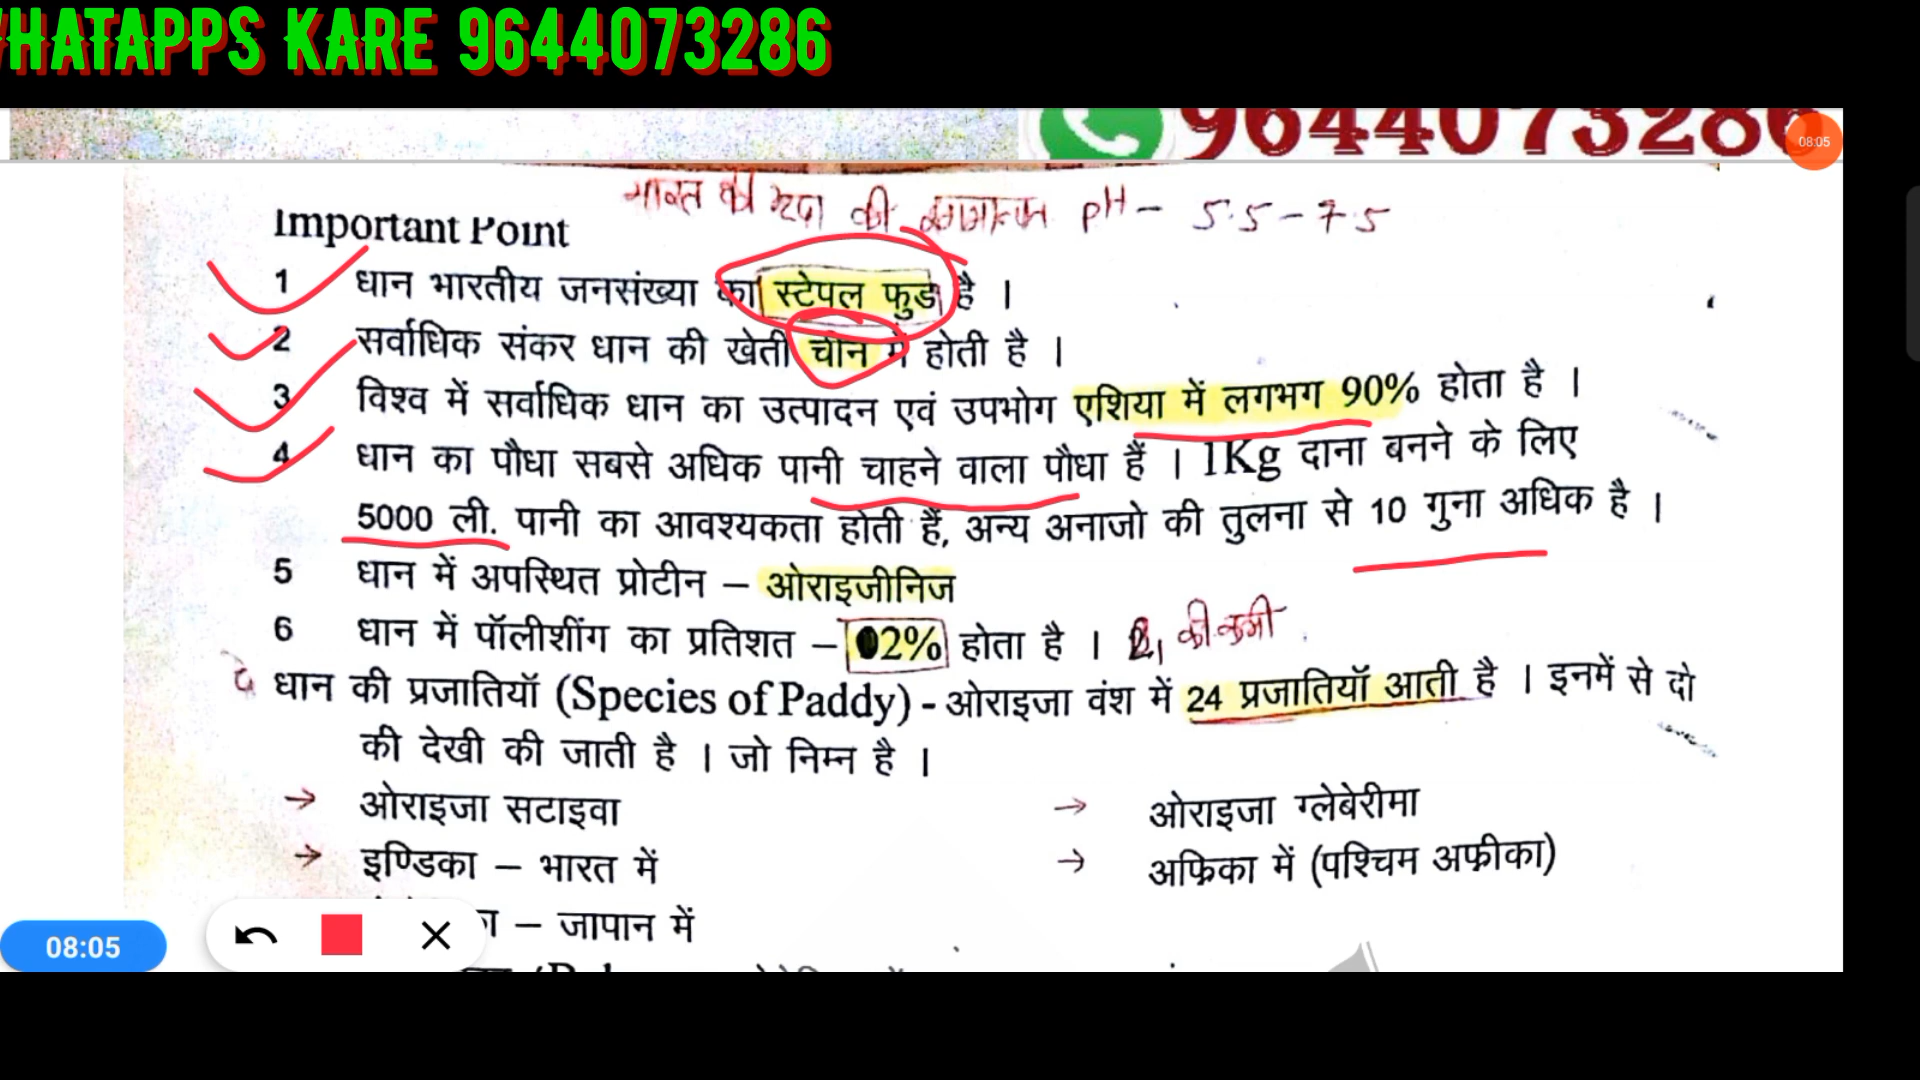 HATAPPS KARE 9644073286
9644073286
08:05
भारत की मृदा की pH - 5.5 - 7.5
Important Point
1 धान भारतीय जनसंख्या का स्टेपल फुड है ।
2 सर्वाधिक संकर धान की खेती चीन में होती है ।
3 विश्व में सर्वाधिक धान का उत्पादन एवं उपभोग एशिया में लगभग 90% होता है ।
4 धान का पौधा सबसे अधिक पानी चाहने वाला पौधा हैं । 1Kg दाना बनने के लिए
5000 ली. पानी का आवश्यकता होती हैं, अन्य अनाजो की तुलना से 10 गुना अधिक है ।
5 धान में अपस्थित प्रोटीन – ओराइजीनिज
6 धान में पॉलीशींग का प्रतिशत – 02% होता है । B1 की कमी
धान की प्रजातियॉ (Species of Paddy) - ओराइजा वंश में 24 प्रजातियॉ आती है । इनमें से दो
की देखी की जाती है । जो निम्न है ।
→ ओराइजा सटाइवा → ओराइजा ग्लेबेरीमा
→ इण्डिका – भारत में → अफ्रिका में (पश्चिम अफ्रीका)
– जापान में
08:05